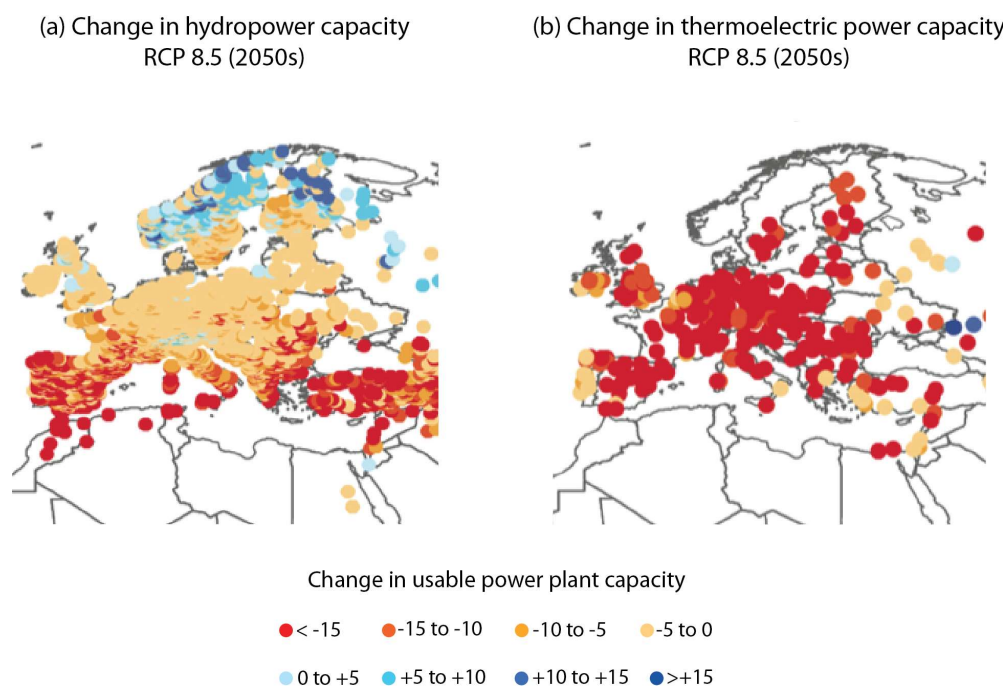 (a) Change in hydropower capacity
RCP 8.5 (2050s)
(b) Change in thermoelectric power capacity
RCP 8.5 (2050s)
Change in usable power plant capacity
< -15
-15 to -10
-10 to -5
-5 to 0
0 to +5
+5 to +10
+10 to +15
>+15